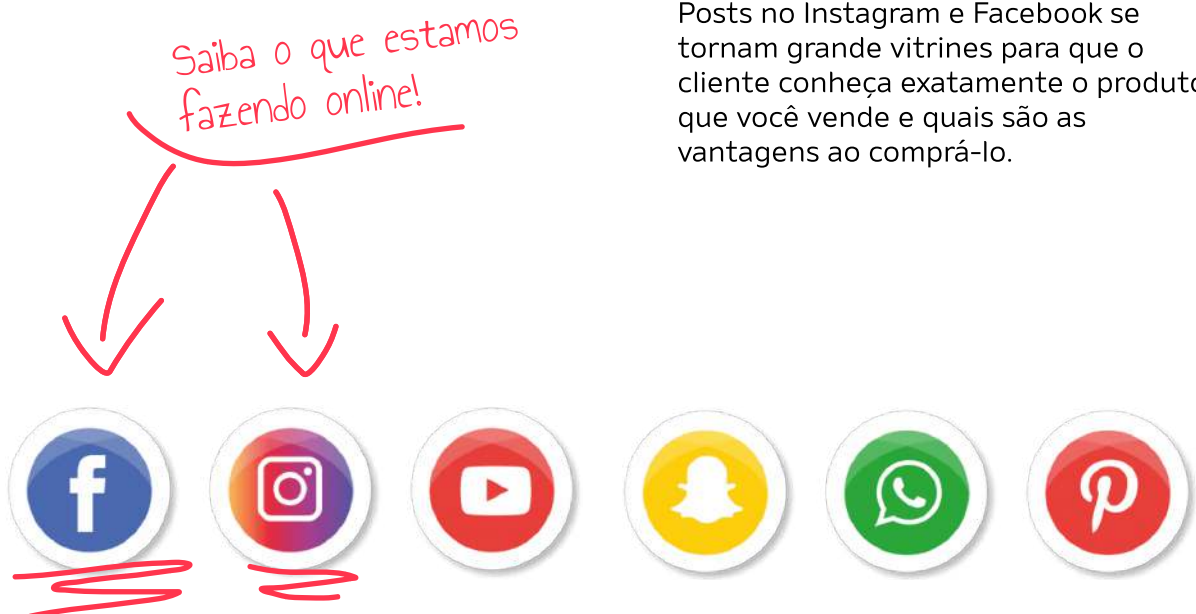 Saiba o que estamos
fazendo online!
Posts no Instagram e Facebook se
tornam grande vitrines para que o
cliente conheça exatamente o produto
que você vende e quais são as
vantagens ao comprá-lo.